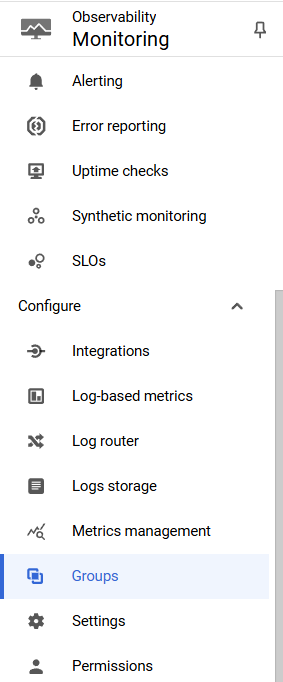 Observability
Monitoring
Alerting
Error reporting
Uptime checks
Synthetic monitoring
SLOs
Configure
Integrations
Log-based metrics
Log router
Logs storage
Metrics management
Groups
Settings
Permissions